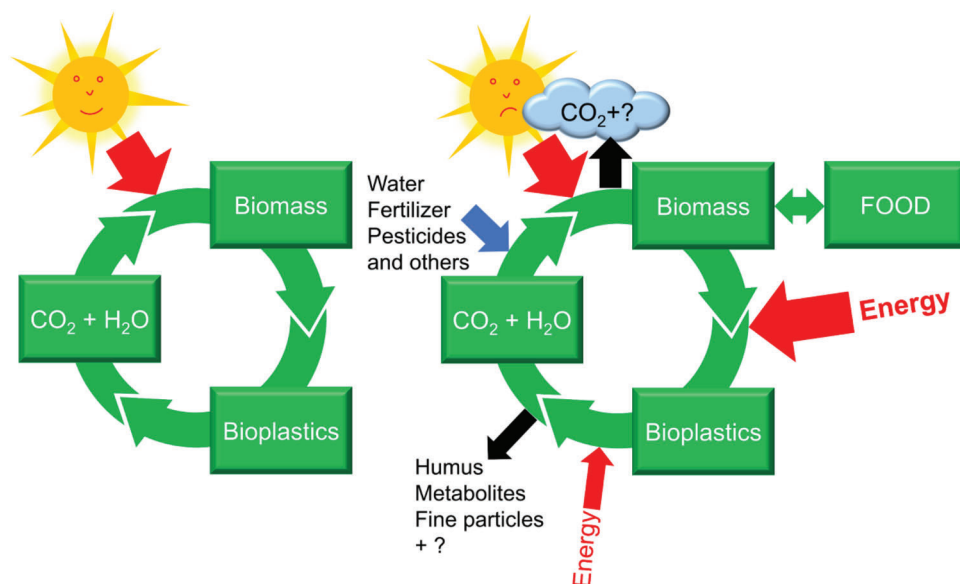 Biomass
CO₂ + H₂O
Bioplastics
CO₂+?
Water
Fertilizer
Pesticides
and others
Biomass
FOOD
CO₂ + H₂O
Energy
Bioplastics
Humus
Metabolites
Fine particles
+ ?
Energy